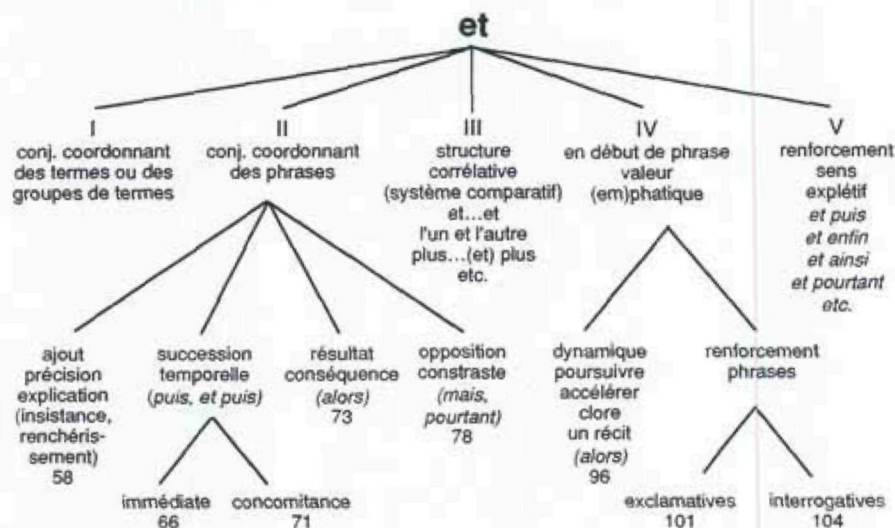 et
I
conj. coordonnant
des termes ou des
groupes de termes
II
conj. coordonnant
des phrases
III
structure
corrélative
(système comparatif)
et...et
l'un et l'autre
plus...(et) plus
etc.
IV
en début de phrase
valeur
(em)phatique
V
renforcement
sens
explétif
et puis
et enfin
et ainsi
et pourtant
etc.
ajout
précision
explication
(insistance,
renchéris-
sement)
58
succession
temporelle
(puis, et puis)
immédiate
66
concomitance
71
résultat
conséquence
(alors)
73
opposition
constraste
(mais,
pourtant)
78
dynamique
poursuivre
accélérer
clore
un récit
(alors)
96
renforcement
phrases
exclamatives
101
interrogatives
104